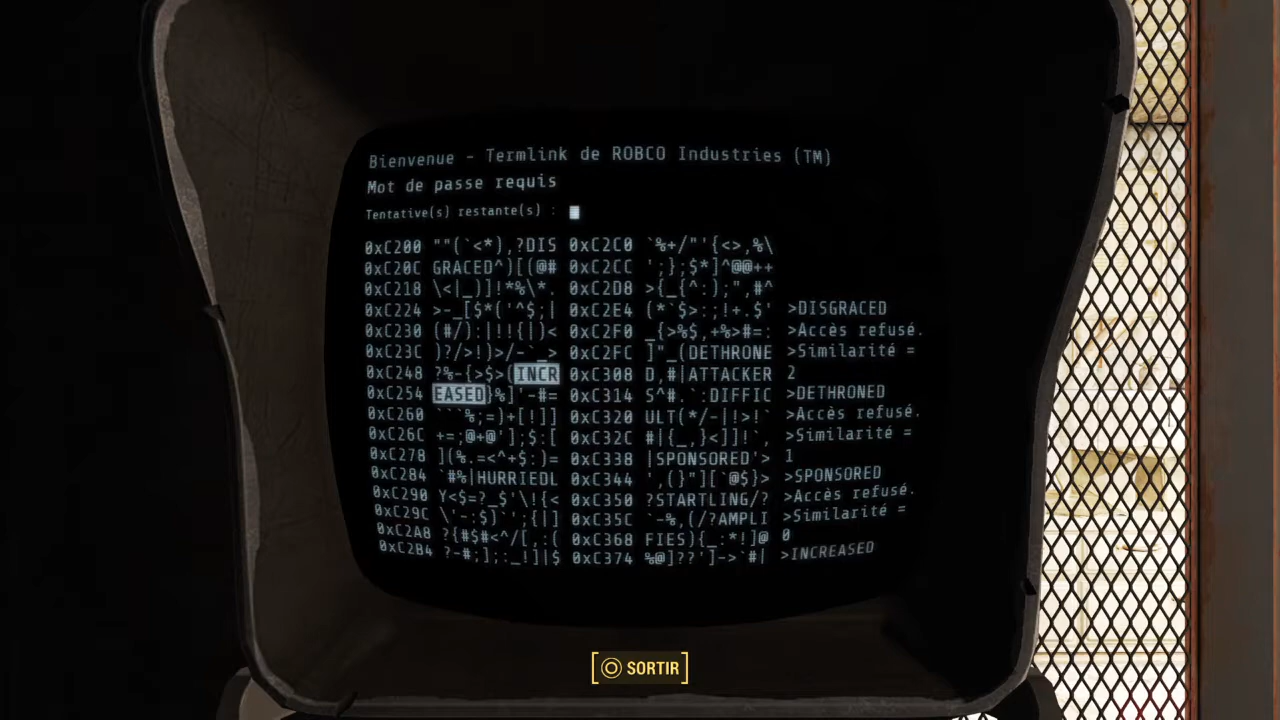 Bienvenue - Termlink de ROBCO Industries (TM)
Mot de passe requis
Tentative(s) restante(s) : ■
0xC200 ""(`<*),?DIS 0xC2C0 `%+/"'{<>,%\
0xC20C GRACED^)[(@# 0xC2CC ';};$*]^@@++
0xC218 \<|_)]!*%\*. 0xC2D8 >{_{^:);",#^
0xC224 >-_[$*('^$;| 0xC2E4 (*`$>:;!+.$' >DISGRACED
0xC230 (#/):|!!{|)< 0xC2F0 _{>%$,+%>#=: >Accès refusé.
0xC23C )?/>!)>/-¨_> 0xC2FC ]"_(DETHRONE >Similarité =
0xC248 ?%-{>$>(INCR 0xC308 D,#|ATTACKER 2
0xC254 EASED}%]'-#= 0xC314 S^#.`:DIFFIC >DETHRONED
0xC260 ```%;=)+[!]] 0xC320 ULT(*/-|!>!` >Accès refusé.
0xC26C +=;@+@'];$:[ 0xC32C #|{_,}<]]!`, >Similarité =
0xC278 ](%.=<^+$:)= 0xC338 |SPONSORED'> 1
0xC284 `#%|HURRIEDL 0xC344 ',(}"][`@$}> >SPONSORED
0xC290 Y<$=?_$'\!{< 0xC350 ?STARTLING/? >Accès refusé.
0xC29C \'-:$)`';{|] 0xC35C `-%,(/?AMPLI >Similarité =
0xC2A8 ?{#$#<^/[,:( 0xC368 FIES){_:*!]@ 0
0xC2B4 ?-#;];:_!]|$ 0xC374 %@]??']->`#| >INCREASED
SORTIR